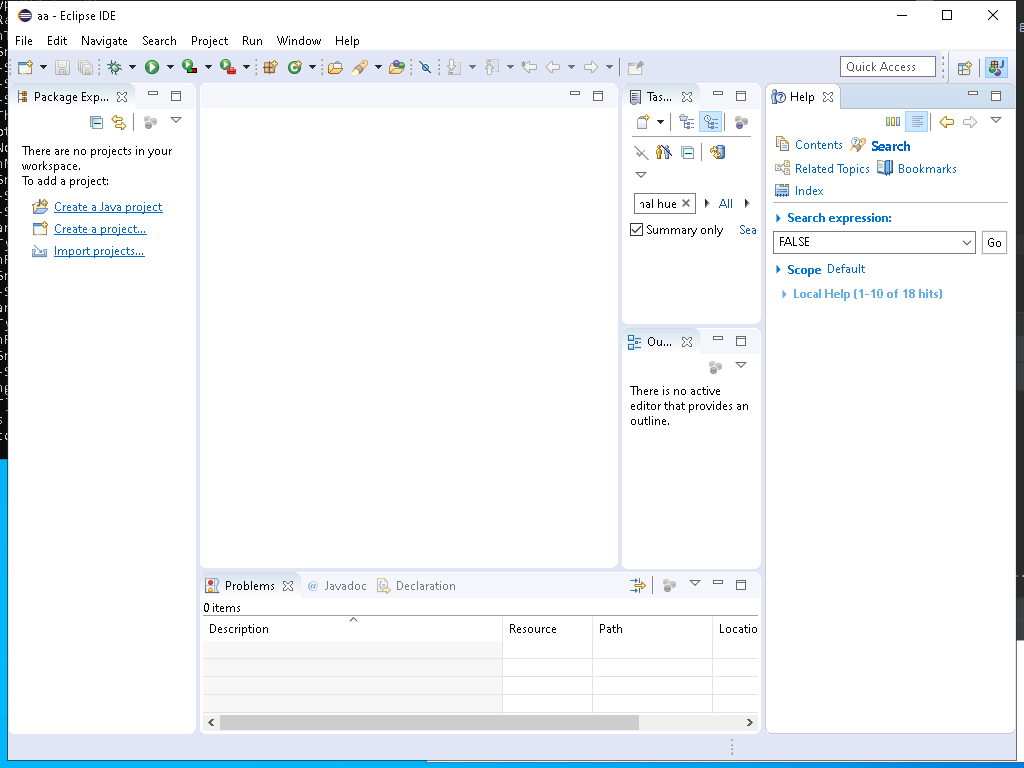 aa - Eclipse IDE
File Edit Navigate Search Project Run Window Help
Quick Access
Package Exp...
There are no projects in your
workspace.
To add a project:
Create a Java project
Create a project...
Import projects...
Tas...
nal hue
All
Summary only Sea
Ou...
There is no active
editor that provides an
outline.
Help
Contents Search
Related Topics Bookmarks
Index
Search expression:
FALSE Go
Scope Default
Local Help (1-10 of 18 hits)
Problems @ Javadoc Declaration
0 items
Description Resource Path Locatio